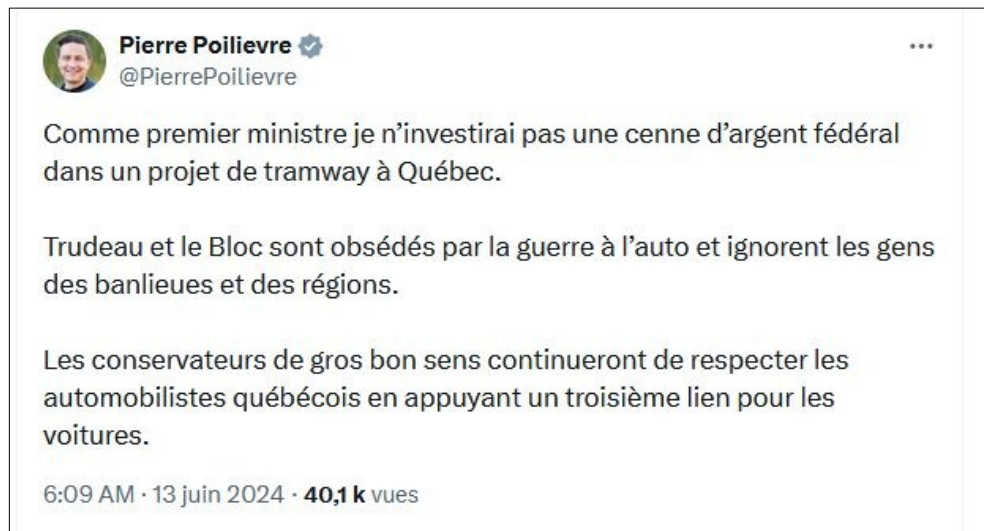 Pierre Poilievre
@PierrePoilievre
Comme premier ministre je n’investirai pas une cenne d’argent fédéral
dans un projet de tramway à Québec.
Trudeau et le Bloc sont obsédés par la guerre à l’auto et ignorent les gens
des banlieues et des régions.
Les conservateurs de gros bon sens continueront de respecter les
automobilistes québécois en appuyant un troisième lien pour les
voitures.
6:09 AM · 13 juin 2024 · 40,1 k vues